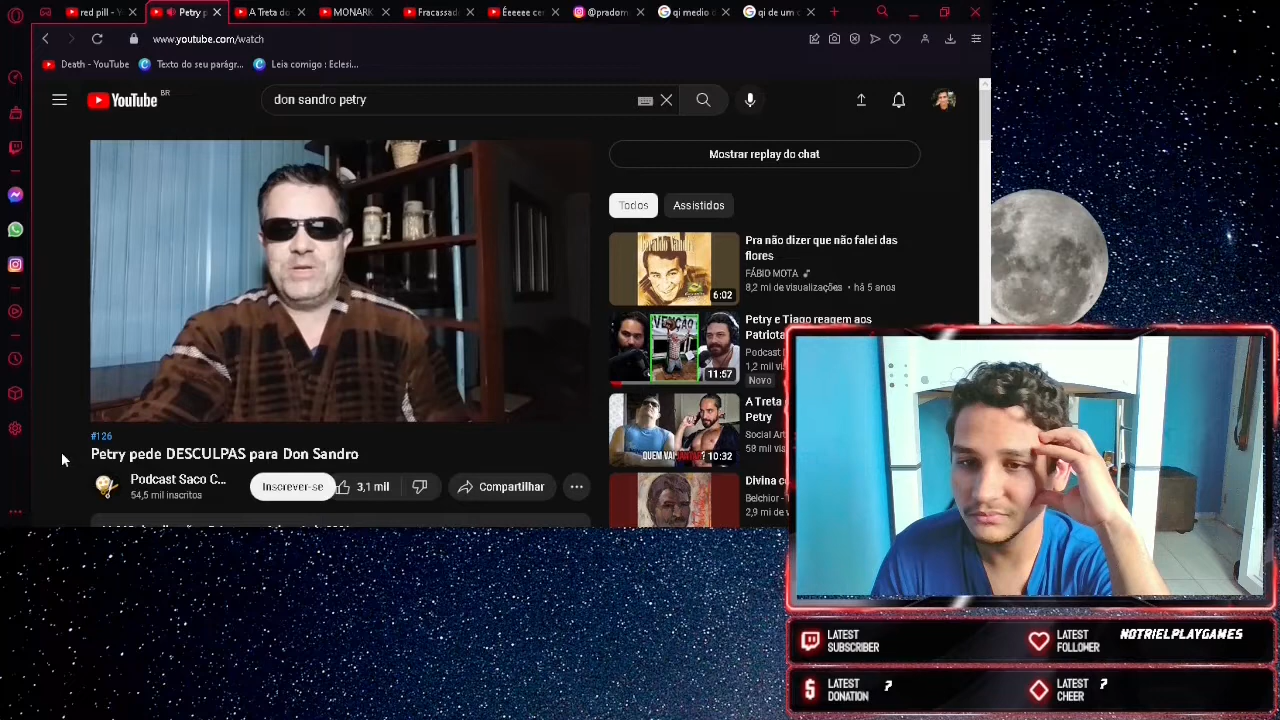 red pill - Y
Petry p
A Treta do
MONARK
Fracassad
Éeeeee cer
@pradom
qi medio d
qi de um c
www.youtube.com/watch
Death - YouTube
Texto do seu parágr...
Leia comigo : Eclesi...
YouTube BR
don sandro petry
Mostrar replay do chat
Todos
Assistidos
Pra não dizer que não falei das
flores
FÁBIO MOTA
8,2 mi de visualizações • há 5 anos
6:02
Petry e Tiago reagem aos
Patriota
Podcast
1,2 mil vi
Novo
11:57
A Treta
Petry
Social Art
58 mil vi
QUEM VAI JANTAR?
10:32
Divina c
Belchior - T
2,9 mi de
#126
Petry pede DESCULPAS para Don Sandro
Podcast Saco C...
54,5 mil inscritos
Inscrever-se
3,1 mil
Compartilhar
LATEST
SUBSCRIBER
LATEST
FOLLOWER
NOTRIELPLAYGAMES
LATEST
DONATION
?
LATEST
CHEER
?